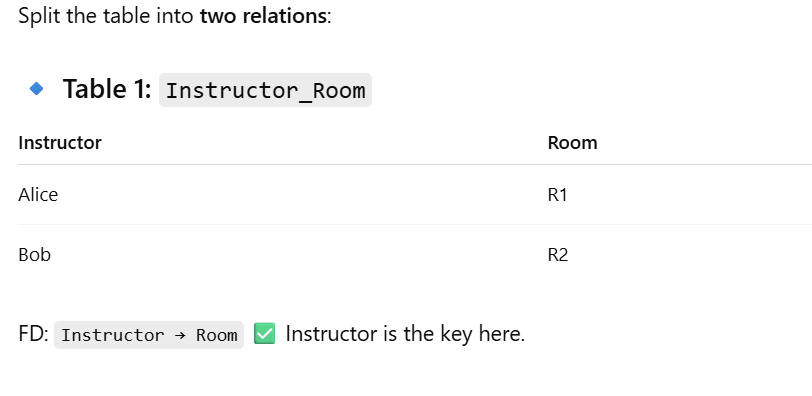 Split the table into two relations:
Table 1: Instructor_Room
Instructor Room
Alice R1
Bob R2
FD: Instructor → Room ✅ Instructor is the key here.